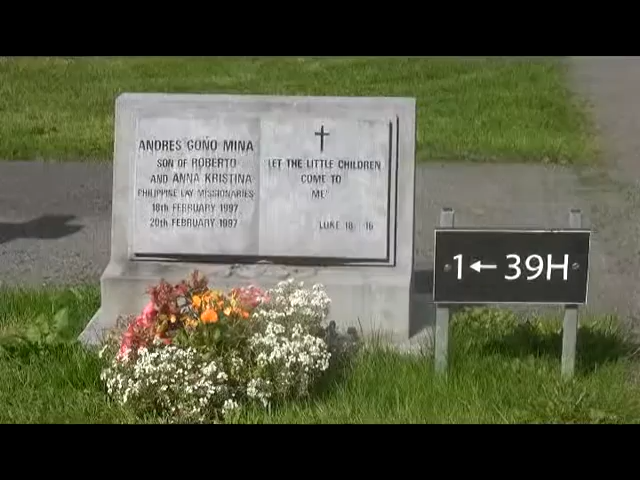 ANDRES GOÑO MINA
SON OF ROBERTO
AND ANNA KRISTINA
PHILIPPINE LAY MISSIONARIES
18th FEBRUARY 1997
20th FEBRUARY 1997
"LET THE LITTLE CHILDREN
COME TO
ME"
LUKE 18 16
1←39H